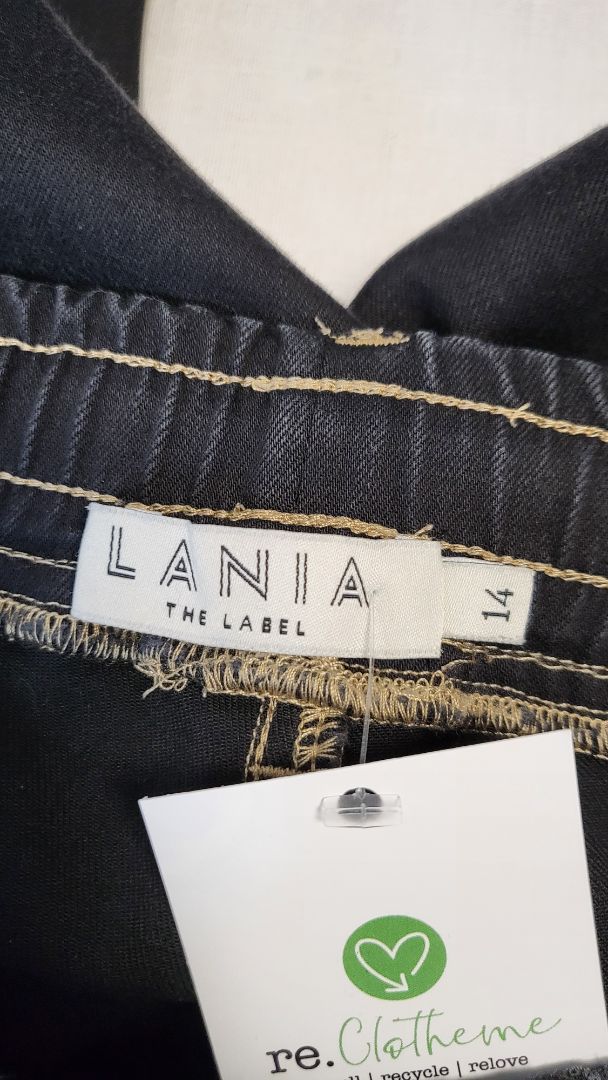 LANIA
THE LABEL
14
re.Clotheme
| recycle | relove